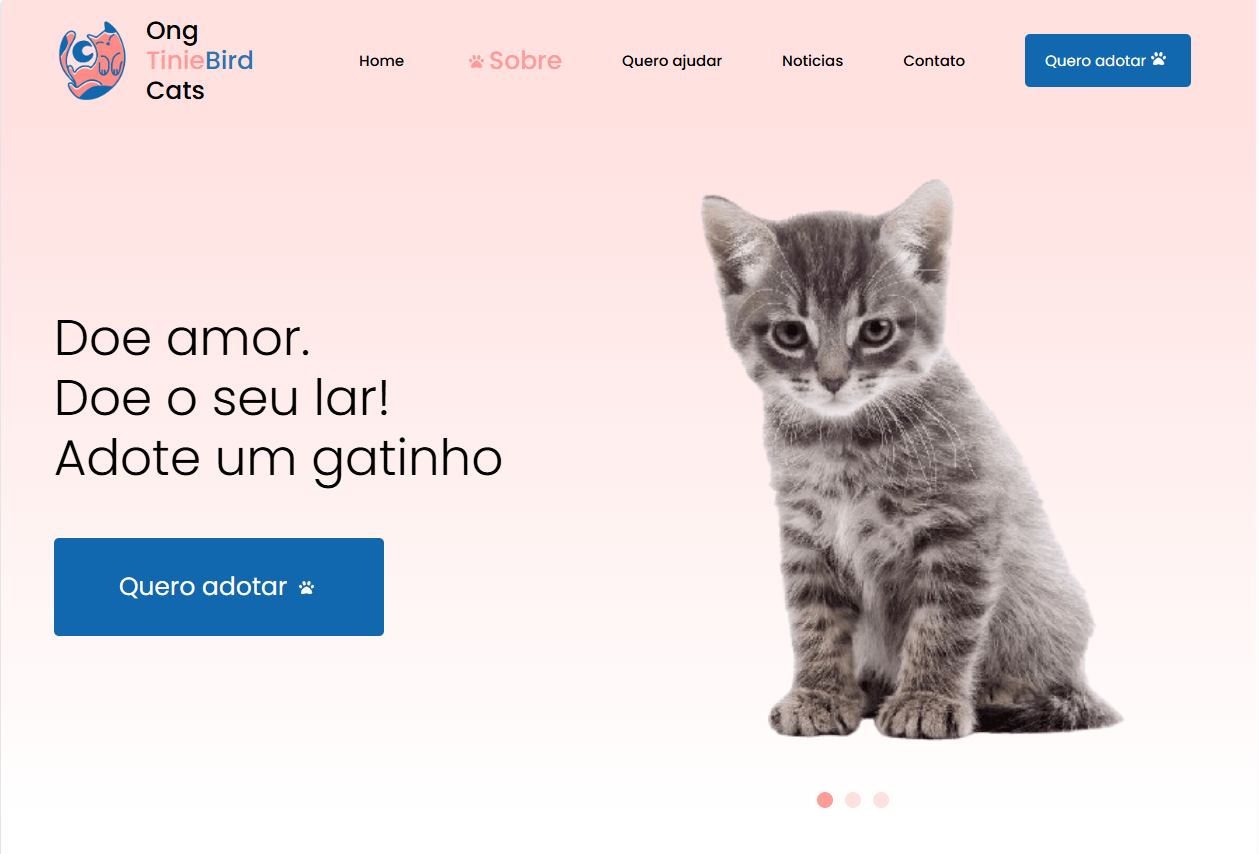 Ong
TinieBird
Cats
Home
Sobre
Quero ajudar
Noticias
Contato
Quero adotar
Doe amor.
Doe o seu lar!
Adote um gatinho
Quero adotar